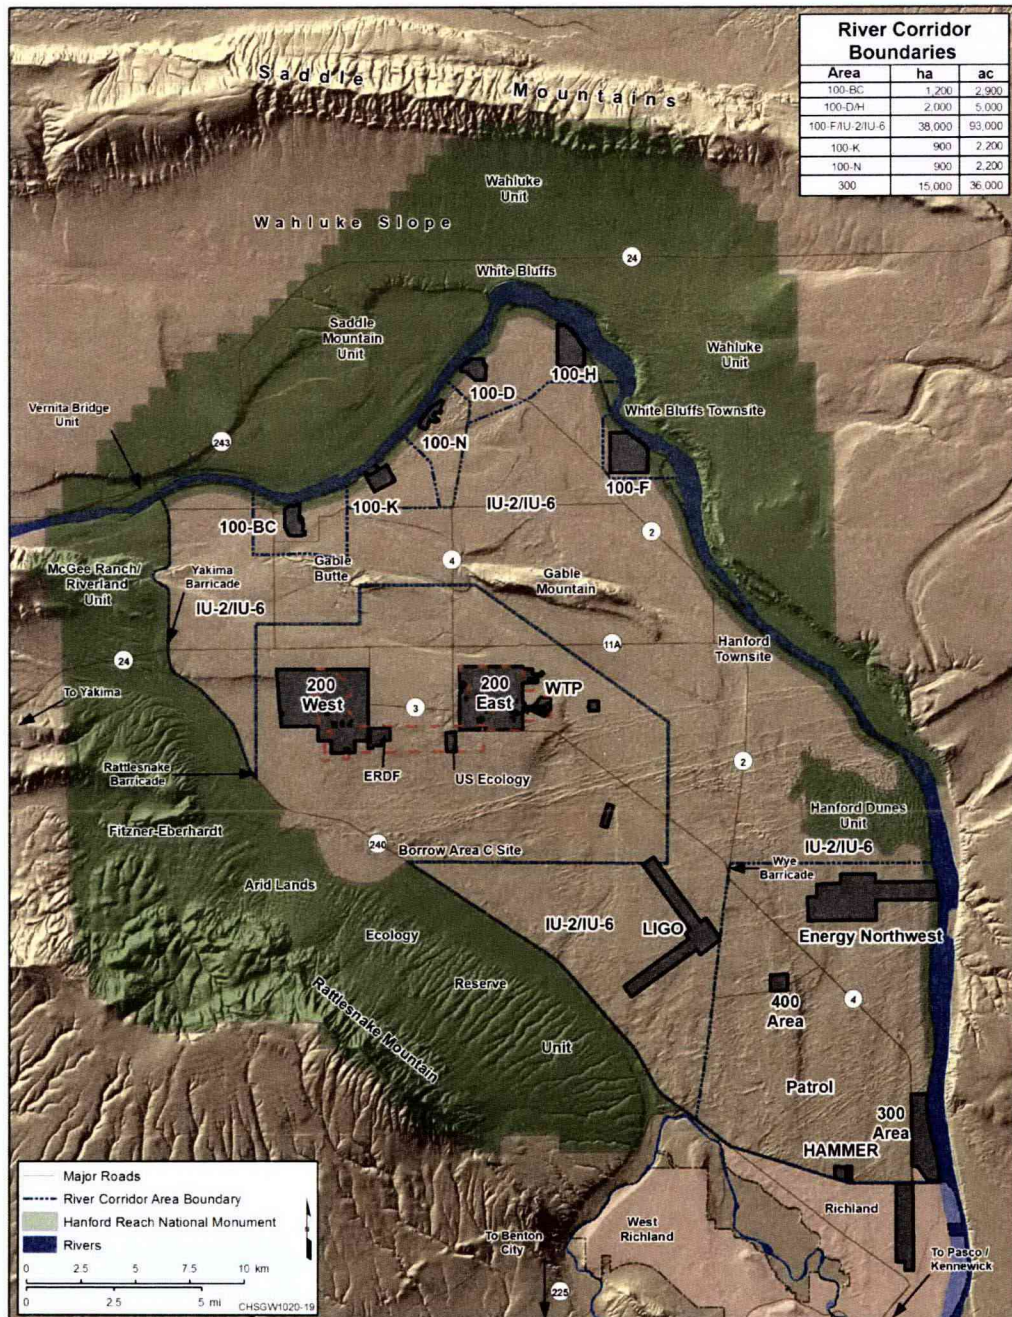 River Corridor
Boundaries
Area ha ac
100-BC 1,200 2,900
100-D/H 2,000 5,000
100-F/IU-2/IU-6 38,000 93,000
100-K 900 2,200
100-N 900 2,200
300 15,000 36,000
Saddle Mountains
Wahluke
Unit
Wahluke Slope
24
White Bluffs
Saddle
Mountain
Unit
Wahluke
Unit
100-H
100-D
Vernita Bridge
Unit
White Bluffs Townsite
243
100-N
100-F
100-K
IU-2/IU-6
100-BC
2
4
Gable
Butte
McGee Ranch/
Riverland
Unit
Yakima
Barricade
Gable
Mountain
IU-2/IU-6
11A
Hanford
Townsite
24
To Yakima
200
West
200
East
WTP
3
Rattlesnake
Barricade
ERDF
US Ecology
2
Hanford Dunes
Unit
Fitzner-Eberhardt
240
Borrow Area C Site
IU-2/IU-6
Wye
Barricade
Arid Lands
IU-2/IU-6
LIGO
Energy Northwest
Ecology
Reserve
Rattlesnake Mountain
400
Area
4
Unit
Patrol
300
Area
HAMMER
Major Roads
River Corridor Area Boundary
Hanford Reach National Monument
Rivers
0 2.5 5 7.5 10 km
0 2.5 5 mi
CHSGW1020-19
To Benton
City
West
Richland
Richland
To Pasco /
Kennewick
225